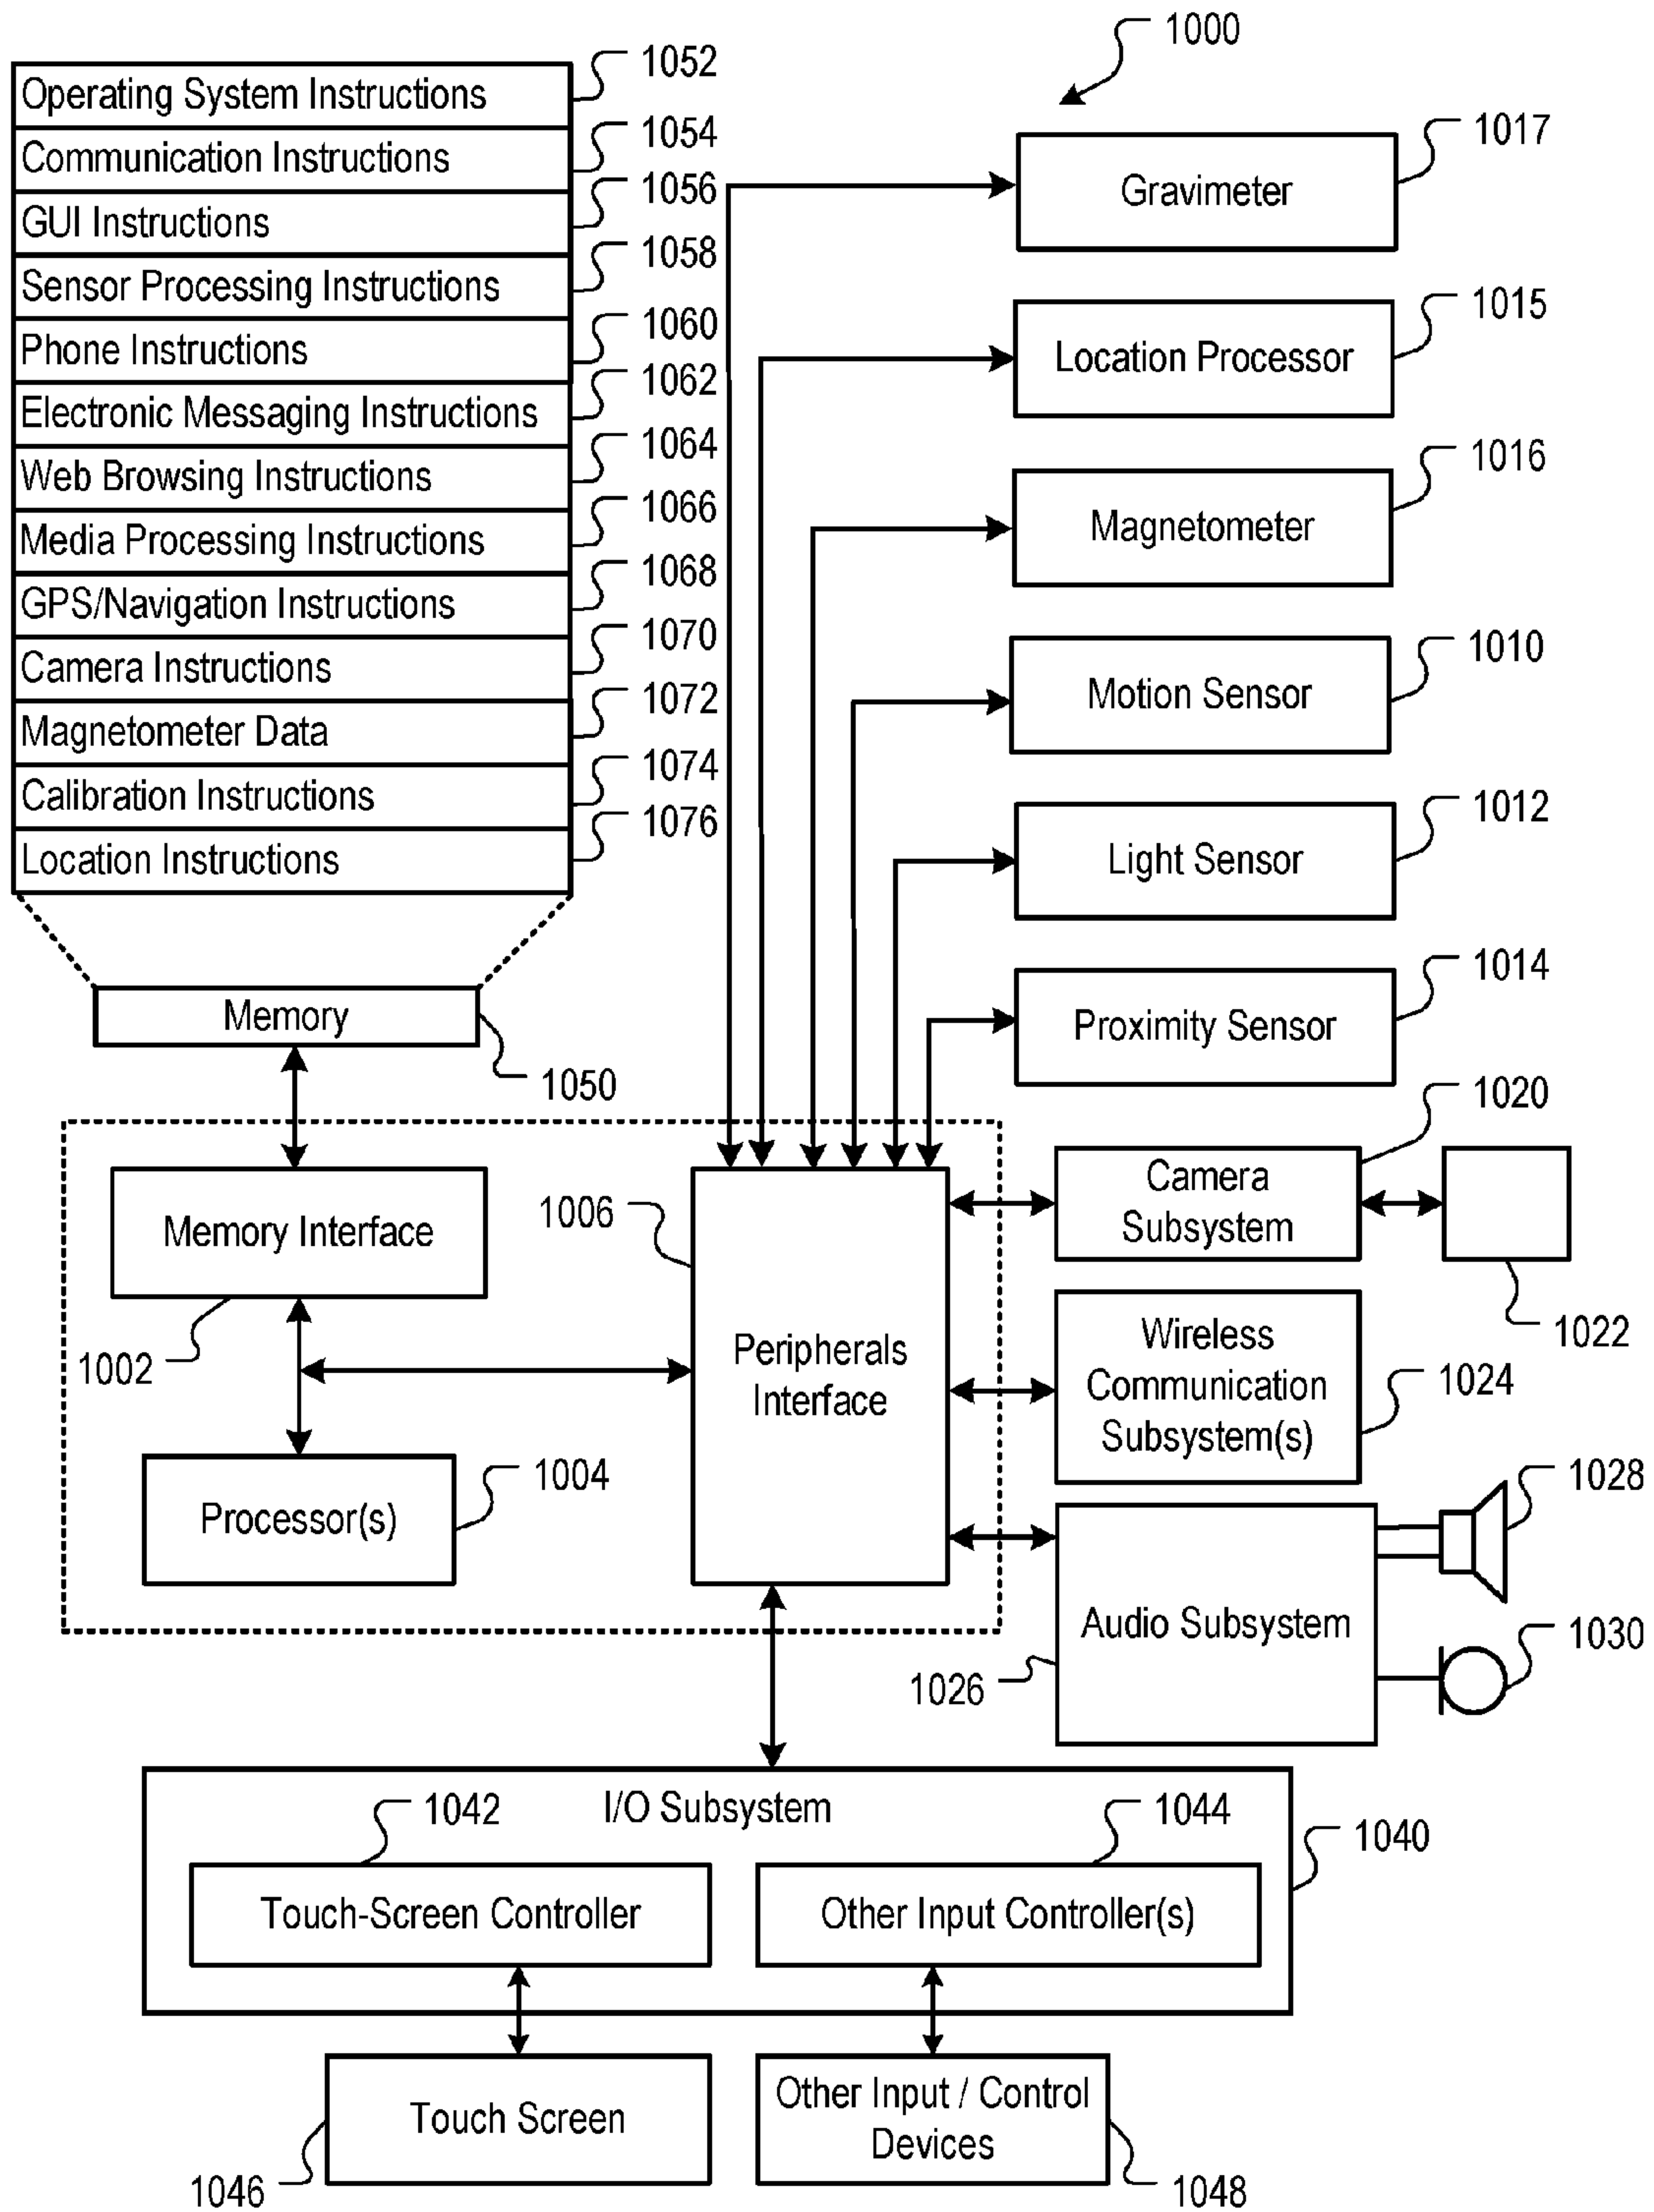 1000
Operating System Instructions
1052
Communication Instructions
1054
GUI Instructions
1056
Sensor Processing Instructions
1058
Phone Instructions
1060
Electronic Messaging Instructions
1062
Web Browsing Instructions
1064
Media Processing Instructions
1066
GPS/Navigation Instructions
1068
Camera Instructions
1070
Magnetometer Data
1072
Calibration Instructions
1074
Location Instructions
1076
Memory
1050
Gravimeter
1017
Location Processor
1015
Magnetometer
1016
Motion Sensor
1010
Light Sensor
1012
Proximity Sensor
1014
Memory Interface
1002
Processor(s)
1004
Peripherals
Interface
1006
Camera
Subsystem
1020
1022
Wireless
Communication
Subsystem(s)
1024
Audio Subsystem
1026
1028
1030
I/O Subsystem
1040
Touch-Screen Controller
1042
Other Input Controller(s)
1044
Touch Screen
1046
Other Input / Control
Devices
1048